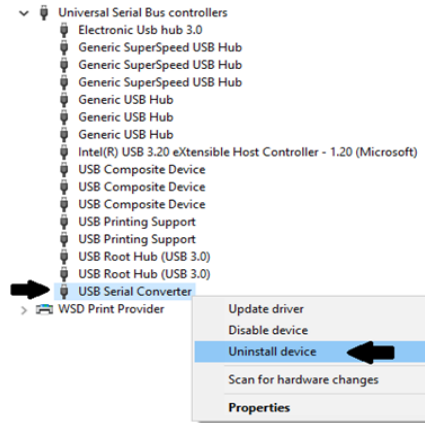 Universal Serial Bus controllers
Electronic Usb hub 3.0
Generic SuperSpeed USB Hub
Generic SuperSpeed USB Hub
Generic SuperSpeed USB Hub
Generic USB Hub
Generic USB Hub
Generic USB Hub
Intel(R) USB 3.20 eXtensible Host Controller - 1.20 (Microsoft)
USB Composite Device
USB Composite Device
USB Composite Device
USB Printing Support
USB Printing Support
USB Root Hub (USB 3.0)
USB Root Hub (USB 3.0)
USB Serial Converter
WSD Print Provider
Update driver
Disable device
Uninstall device
Scan for hardware changes
Properties